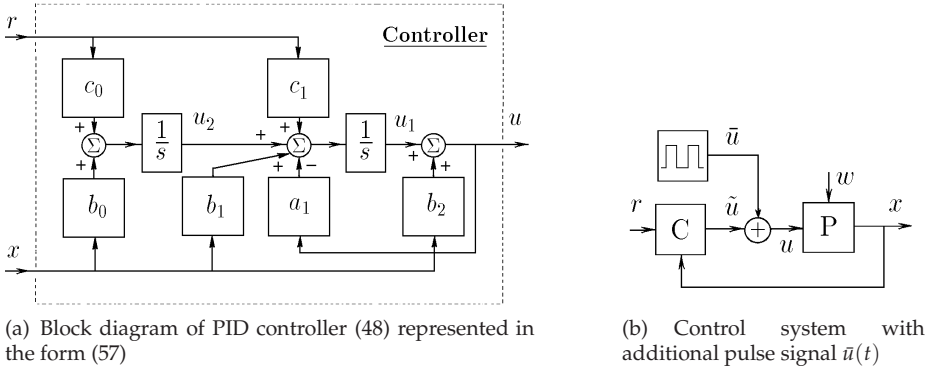 r
Controller
c₀
c₁
+
+
Σ
1
s
u₂
+
+
Σ
1
s
u₁
+
Σ
u
+
+
−
+
b₀
b₁
a₁
b₂
x
ū
w
r
C
ũ
+
u
P
x
(a) Block diagram of PID controller (48) represented in
the form (57)
(b) Control system with
additional pulse signal ū(t)